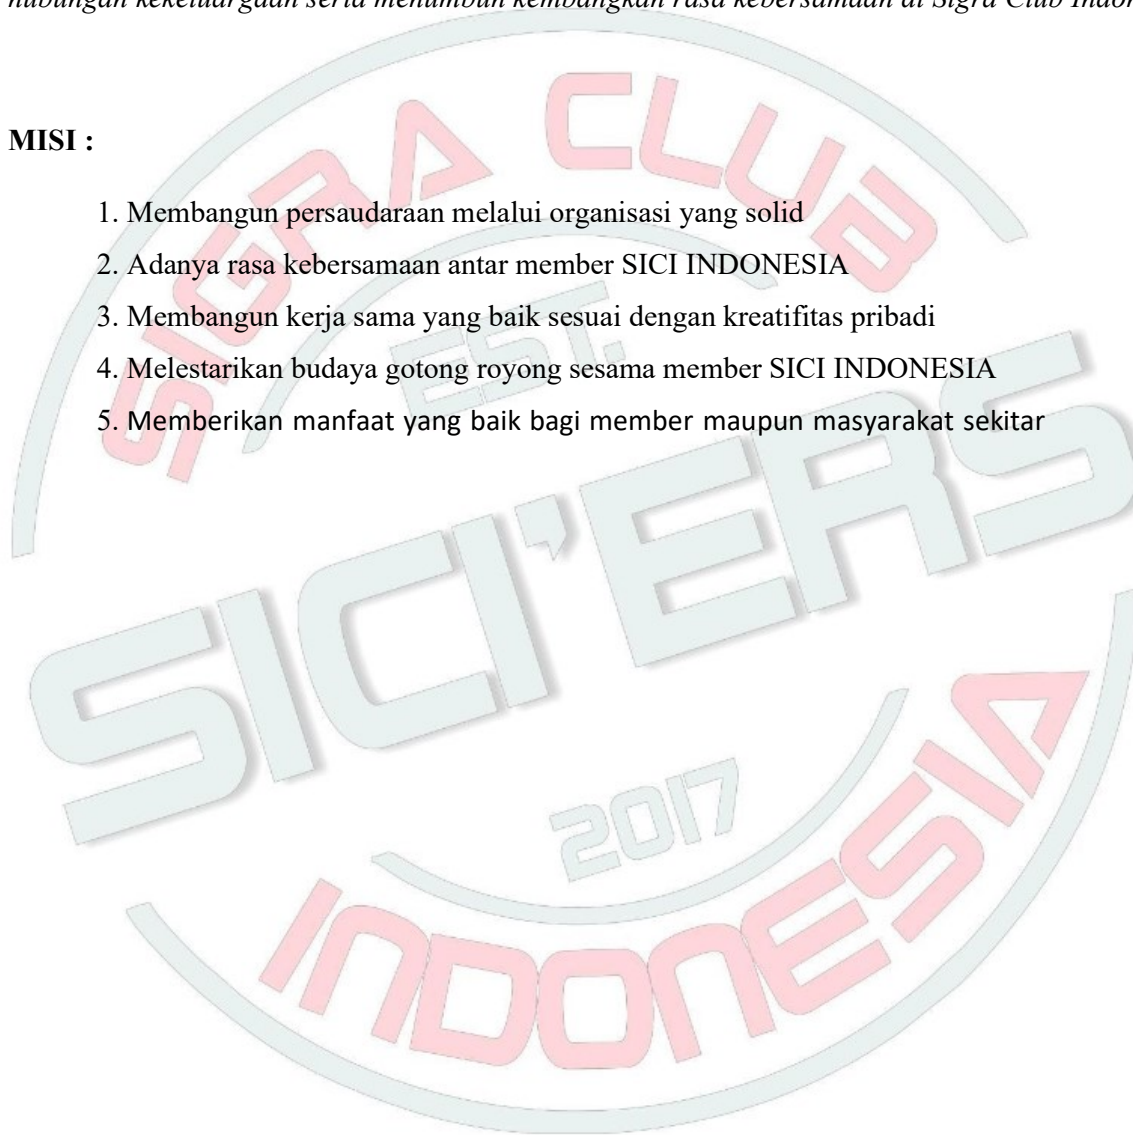 hubungan kekeluargaan serta menumbuh kembangkan rasa kebersamaan di Sigra Club
MISI :
1. Membangun persaudaraan melalui organisasi yang solid
2. Adanya rasa kebersamaan antar member SICI INDONESIA
3. Membangun kerja sama yang baik sesuai dengan kreatifitas pribadi
4. Melestarikan budaya gotong royong sesama member SICI INDONESIA
5. Memberikan manfaat yang baik bagi member maupun masyarakat sekitar
SIGRA CLUB
EST.
SICI'ERS
2017
INDONESIA